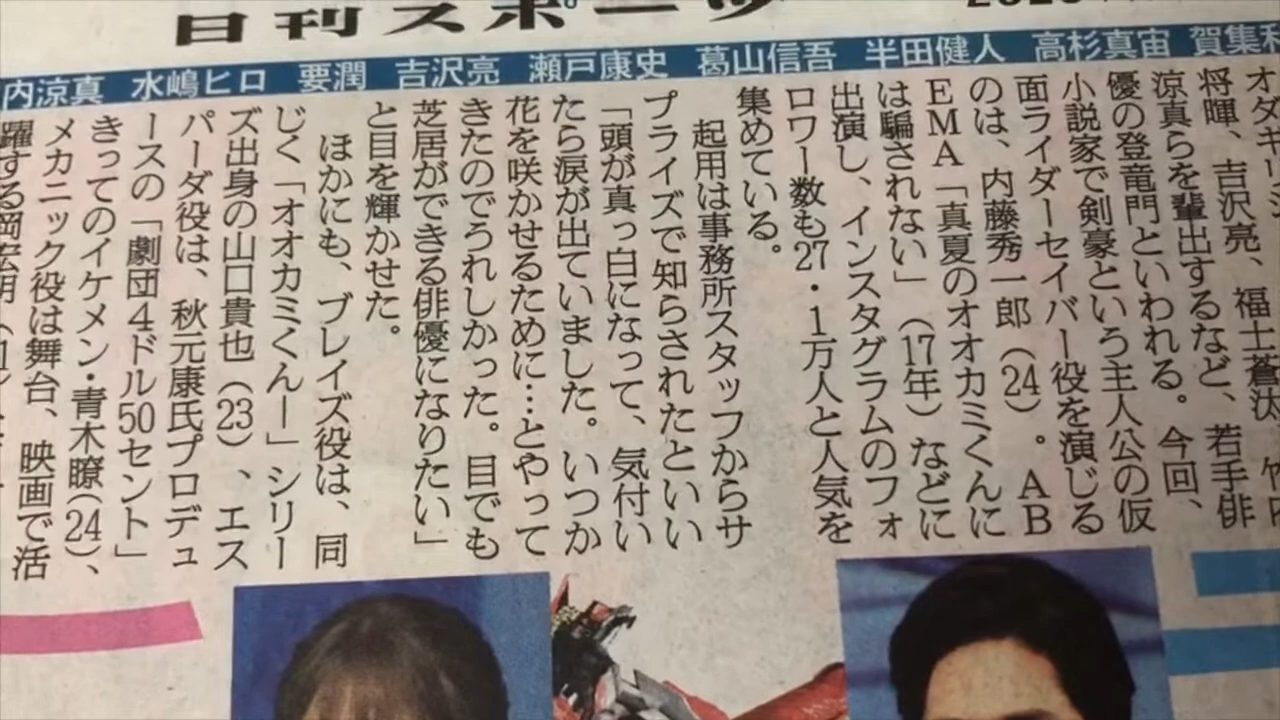 日刊スポーツ
内涼真 水嶋ヒロ 要潤 吉沢亮 瀬戸康史 葛山信吾 半田健人 高杉真宙 賀集利
オダギリジ
将暉、吉沢亮、福士蒼汰、竹内
涼真らを輩出するなど、若手俳
優の登竜門といわれる。今回、
小説家で剣豪という主人公の仮
面ライダーセイバー役を演じる
のは、内藤秀一郎（24）。AB
EMA「真夏のオオカミくんに
は騙されない」（17年）などに
出演し、インスタグラムのフォ
ロワー数も27・1万人と人気を
集めている。
起用は事務所スタッフからサ
プライズで知らされたといい
「頭が真っ白になって、気付い
たら涙が出ていました。いつか
花を咲かせるために…とやって
きたのでうれしかった。目でも
芝居ができる俳優になりたい」
と目を輝かせた。
ほかにも、ブレイズ役は、同
じく「オオカミくんー」シリー
ズ出身の山口貴也（23）、エス
パーダ役は、秋元康氏プロデュ
ースの「劇団4ドル50セント」
きってのイケメン・青木瞭（24）、
メカニック役は舞台、映画で活
躍する岡宏明